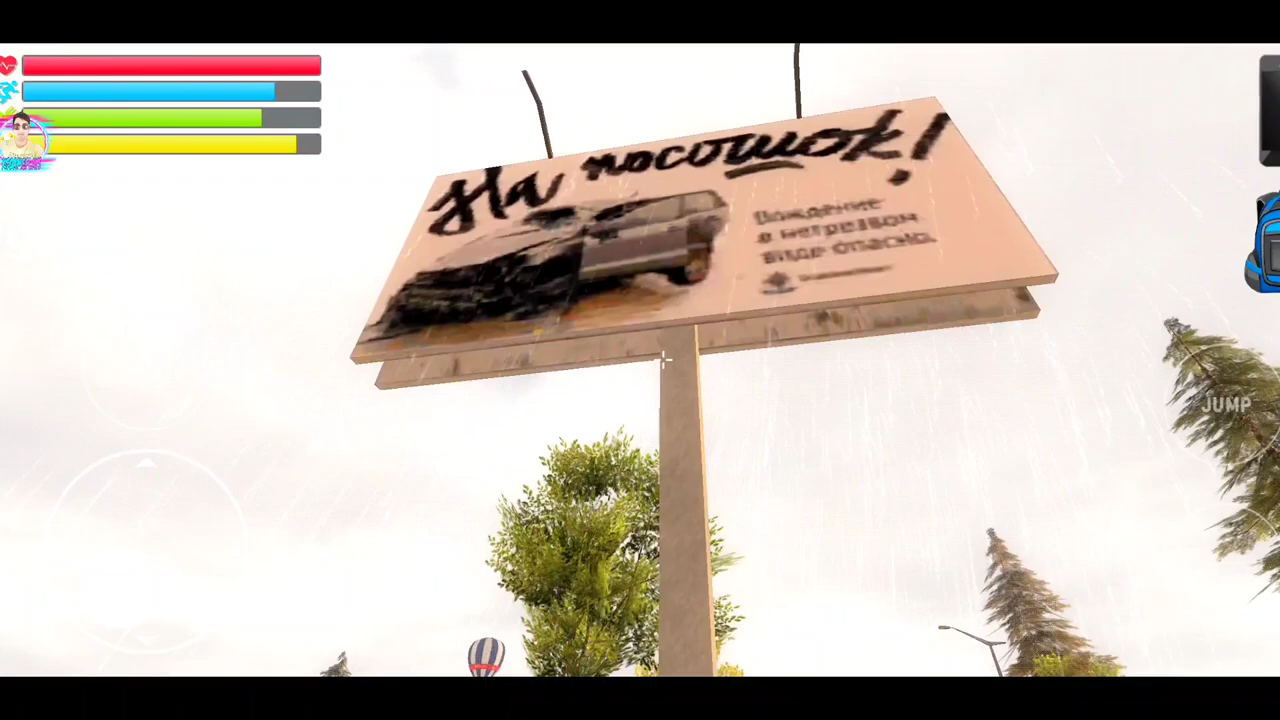 На посошок!
Вождение
в нетрезвом
виде опасно.
JUMP